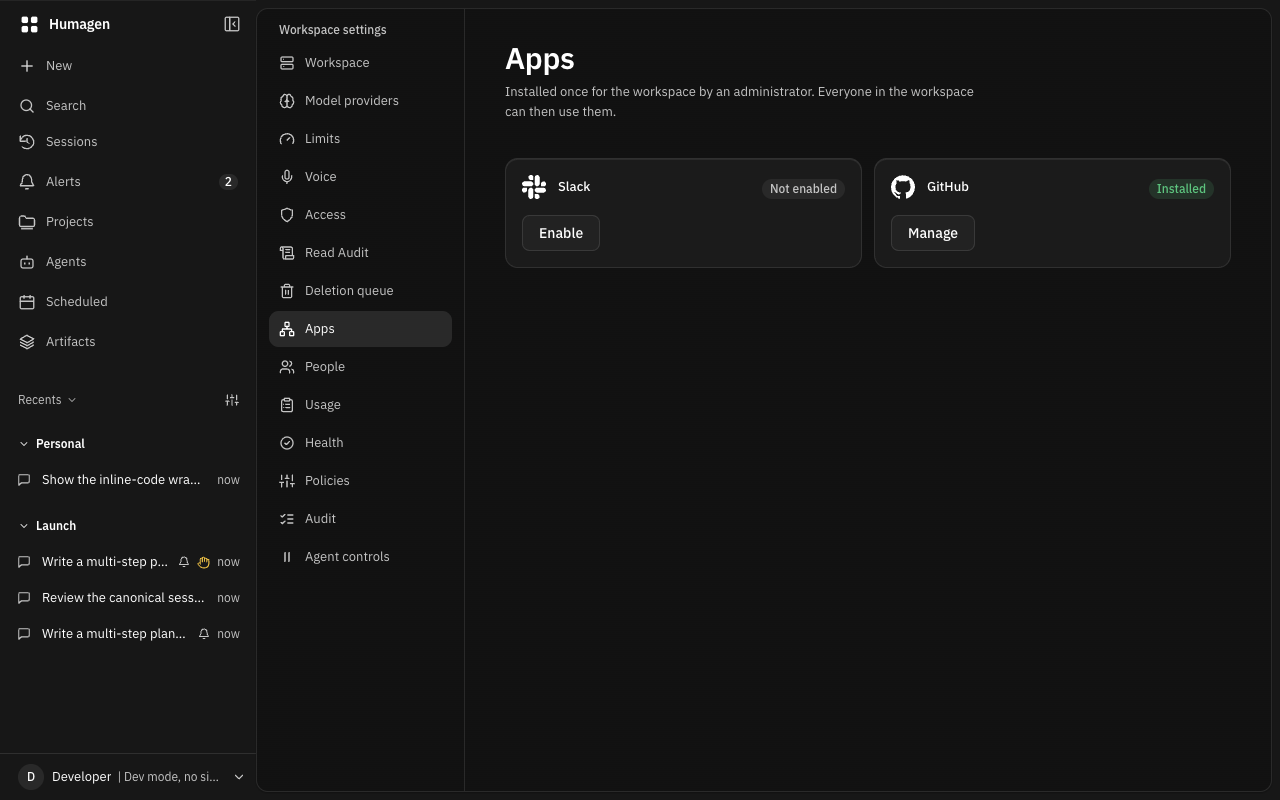 Humagen
New
Search
Sessions
Alerts 2
Projects
Agents
Scheduled
Artifacts
Recents
Personal
Show the inline-code wra... now
Launch
Write a multi-step p... now
Review the canonical sess... now
Write a multi-step plan... now
D Developer | Dev mode, no si...
Workspace settings
Workspace
Model providers
Limits
Voice
Access
Read Audit
Deletion queue
Apps
People
Usage
Health
Policies
Audit
Agent controls
Apps
Installed once for the workspace by an administrator. Everyone in the workspace
can then use them.
Slack Not enabled
Enable
GitHub Installed
Manage